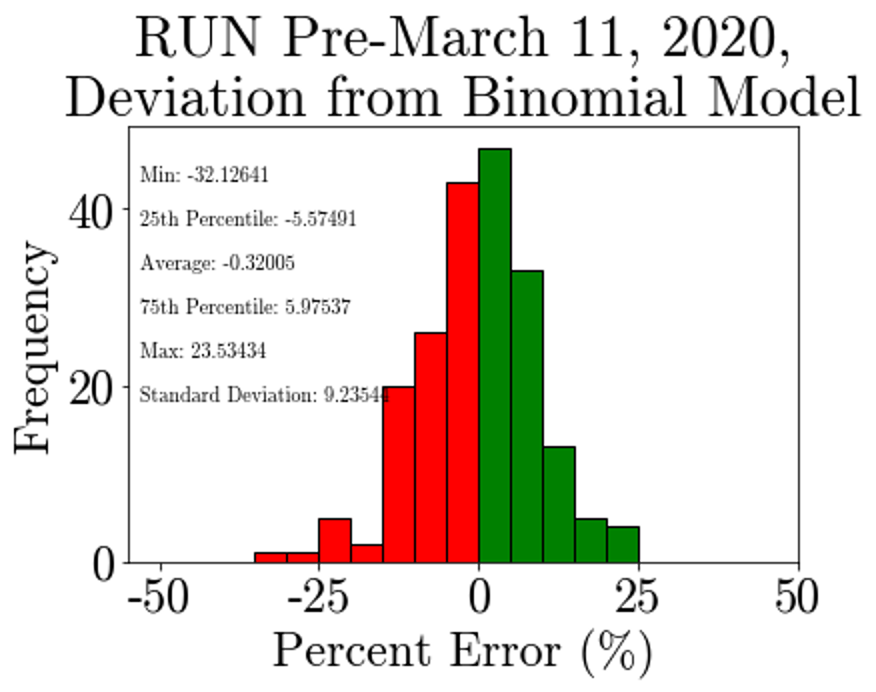 RUN Pre-March 11, 2020,
Deviation from Binomial Model
Min: -32.12641
25th Percentile: -5.57491
Average: -0.32005
75th Percentile: 5.97537
Max: 23.53434
Standard Deviation: 9.23544
Frequency
40
20
0
-50 -25 0 25 50
Percent Error (%)